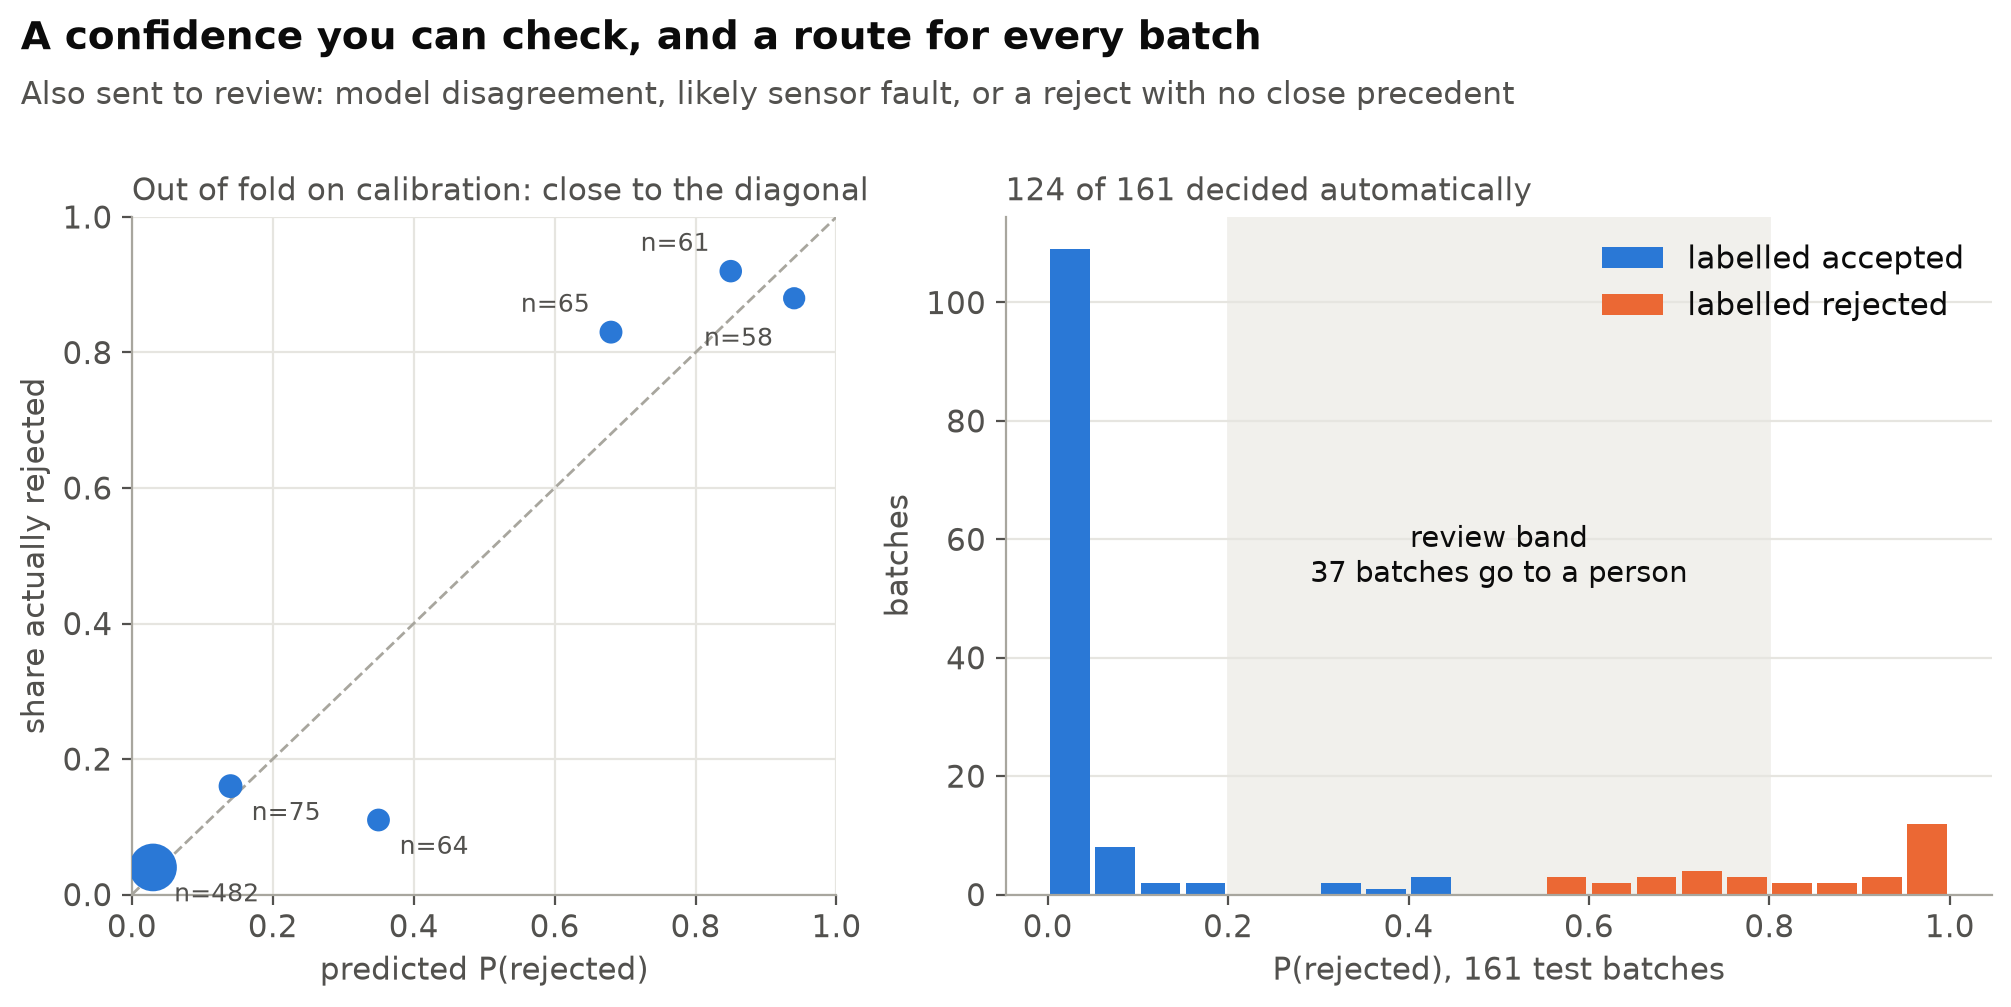 A confidence you can check, and a route for every batch
Also sent to review: model disagreement, likely sensor fault, or a reject with no close precedent
Out of fold on calibration: close to the diagonal
share actually rejected
1.0
0.8
0.6
0.4
0.2
0.0
n=61
n=65
n=58
n=75
n=64
n=482
0.0 0.2 0.4 0.6 0.8 1.0
predicted P(rejected)
124 of 161 decided automatically
batches
100
80
60
40
20
0
labelled accepted
labelled rejected
review band
37 batches go to a person
0.0 0.2 0.4 0.6 0.8 1.0
P(rejected), 161 test batches